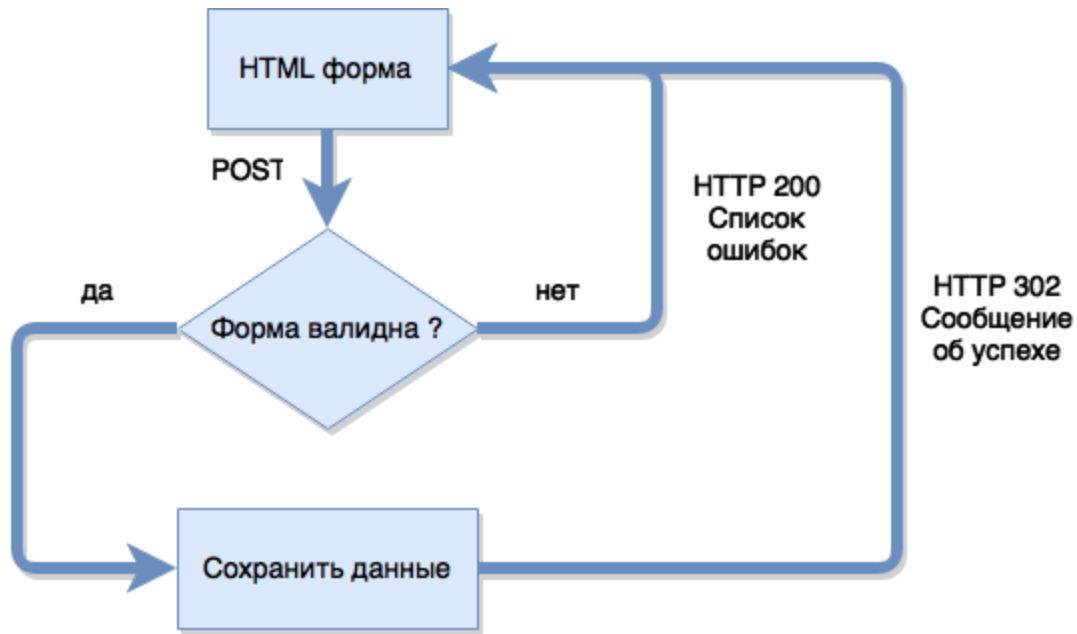 HTML форма
POST
HTTP 200
Список
ошибок
да
нет
HTTP 302
Сообщение
об успехе
Форма валидна ?
Сохранить данные